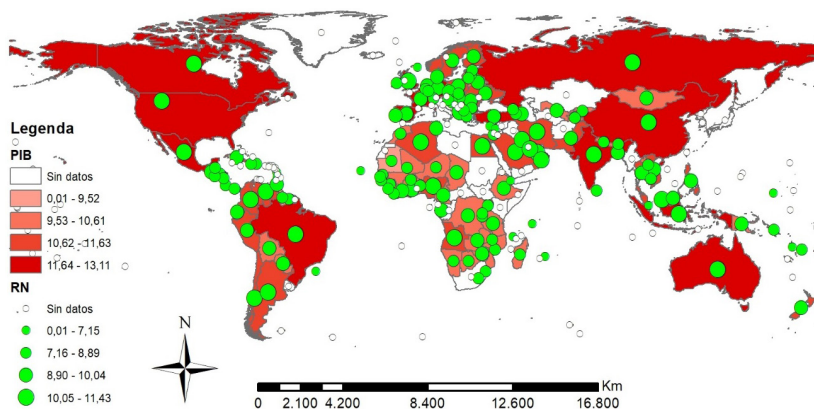 Legenda
PIB
Sin datos
0,01 - 9,52
9,53 - 10,61
10,62 - 11,63
11,64 - 13,11
RN
Sin datos
0,01 - 7,15
7,16 - 8,89
8,90 - 10,04
10,05 - 11,43
N
Km
0 2.100 4.200 8.400 12.600 16.800